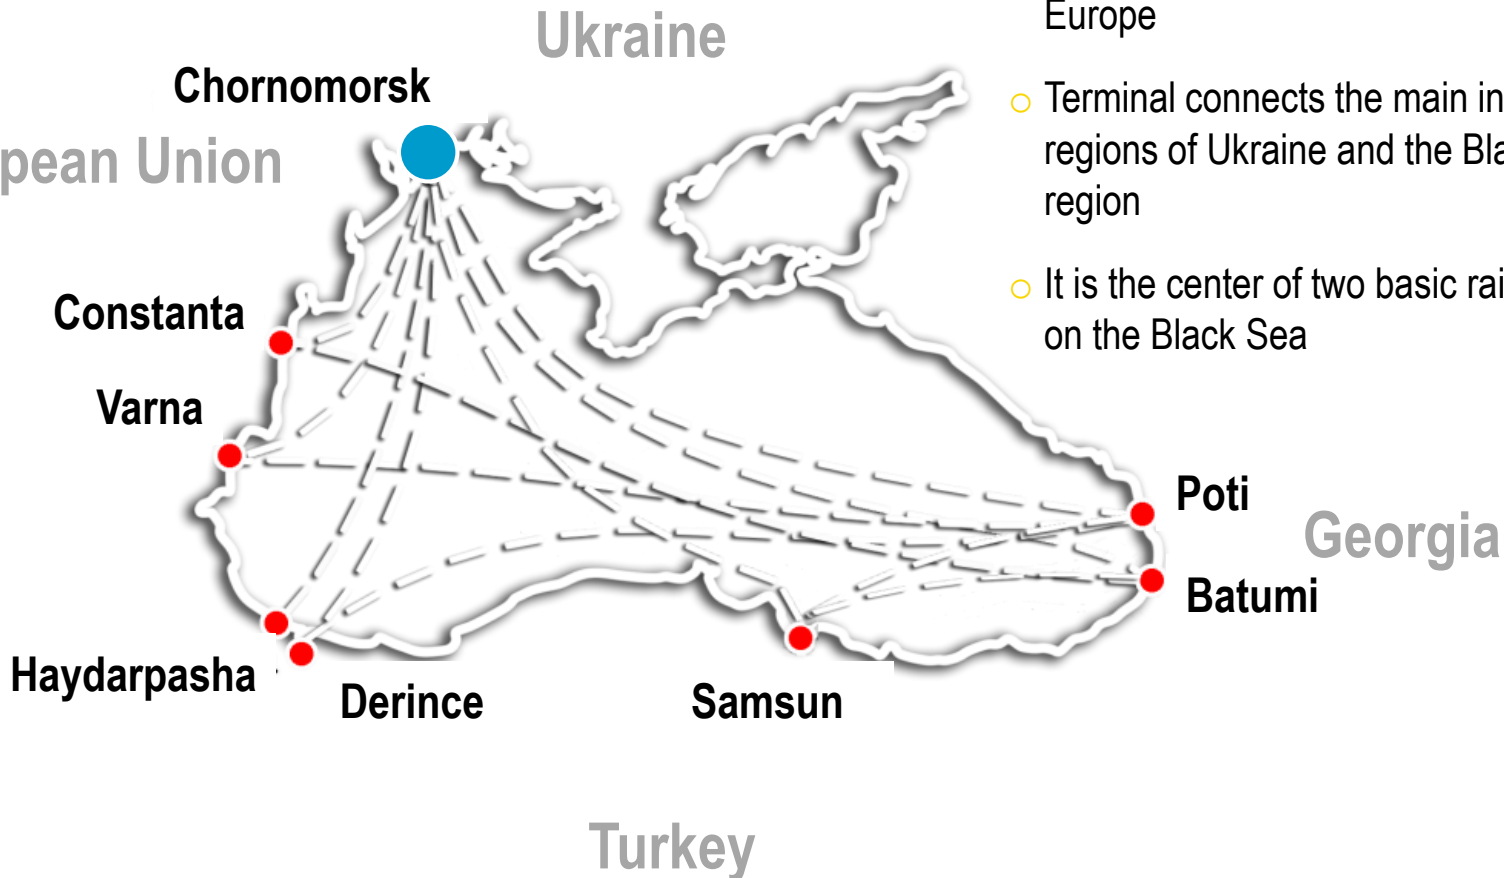 Ukraine
Europe
Chornomorsk
Terminal connects the main in
regions of Ukraine and the Bla
region
pean Union
It is the center of two basic rai
on the Black Sea
Constanta
Varna
Poti
Georgia
Batumi
Haydarpasha
Derince
Samsun
Turkey